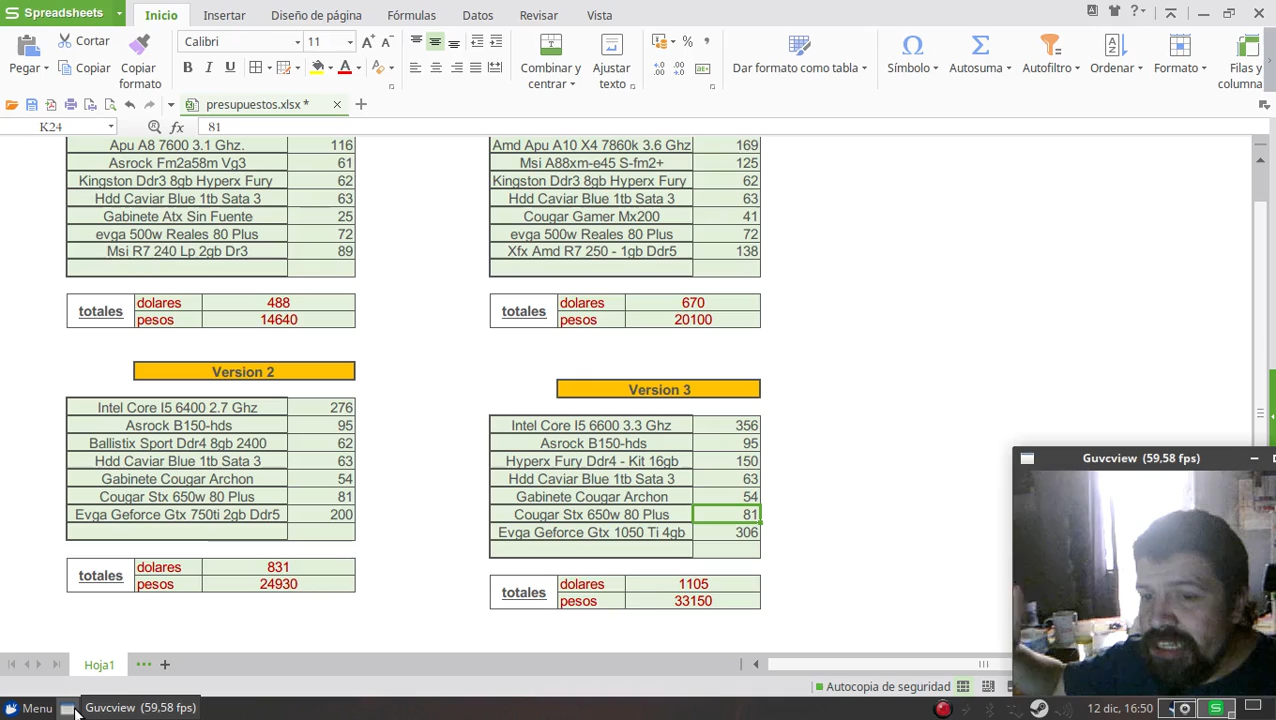 Spreadsheets
Inicio Insertar Diseño de página Fórmulas Datos Revisar Vista
Pegar Cortar Copiar Copiar formato
Calibri 11
Combinar y centrar Ajustar texto
Dar formato como tabla
Símbolo Autosuma Autofiltro Ordenar Formato Filas y columna
presupuestos.xlsx *
K24 fx 81
Apu A8 7600 3.1 Ghz. 116
Asrock Fm2a58m Vg3 61
Kingston Ddr3 8gb Hyperx Fury 62
Hdd Caviar Blue 1tb Sata 3 63
Gabinete Atx Sin Fuente 25
evga 500w Reales 80 Plus 72
Msi R7 240 Lp 2gb Dr3 89
totales
dolares 488
pesos 14640
Amd Apu A10 X4 7860k 3.6 Ghz 169
Msi A88xm-e45 S-fm2+ 125
Kingston Ddr3 8gb Hyperx Fury 62
Hdd Caviar Blue 1tb Sata 3 63
Cougar Gamer Mx200 41
evga 500w Reales 80 Plus 72
Xfx Amd R7 250 - 1gb Ddr5 138
totales
dolares 670
pesos 20100
Version 2
Intel Core I5 6400 2.7 Ghz 276
Asrock B150-hds 95
Ballistix Sport Ddr4 8gb 2400 62
Hdd Caviar Blue 1tb Sata 3 63
Gabinete Cougar Archon 54
Cougar Stx 650w 80 Plus 81
Evga Geforce Gtx 750ti 2gb Ddr5 200
totales
dolares 831
pesos 24930
Version 3
Intel Core I5 6600 3.3 Ghz 356
Asrock B150-hds 95
Hyperx Fury Ddr4 - Kit 16gb 150
Hdd Caviar Blue 1tb Sata 3 63
Gabinete Cougar Archon 54
Cougar Stx 650w 80 Plus 81
Evga Geforce Gtx 1050 Ti 4gb 306
totales
dolares 1105
pesos 33150
Guvcview (59,58 fps)
Hoja1
Autocopia de seguridad
Menu Guvcview (59,58 fps)
12 dic, 16:50